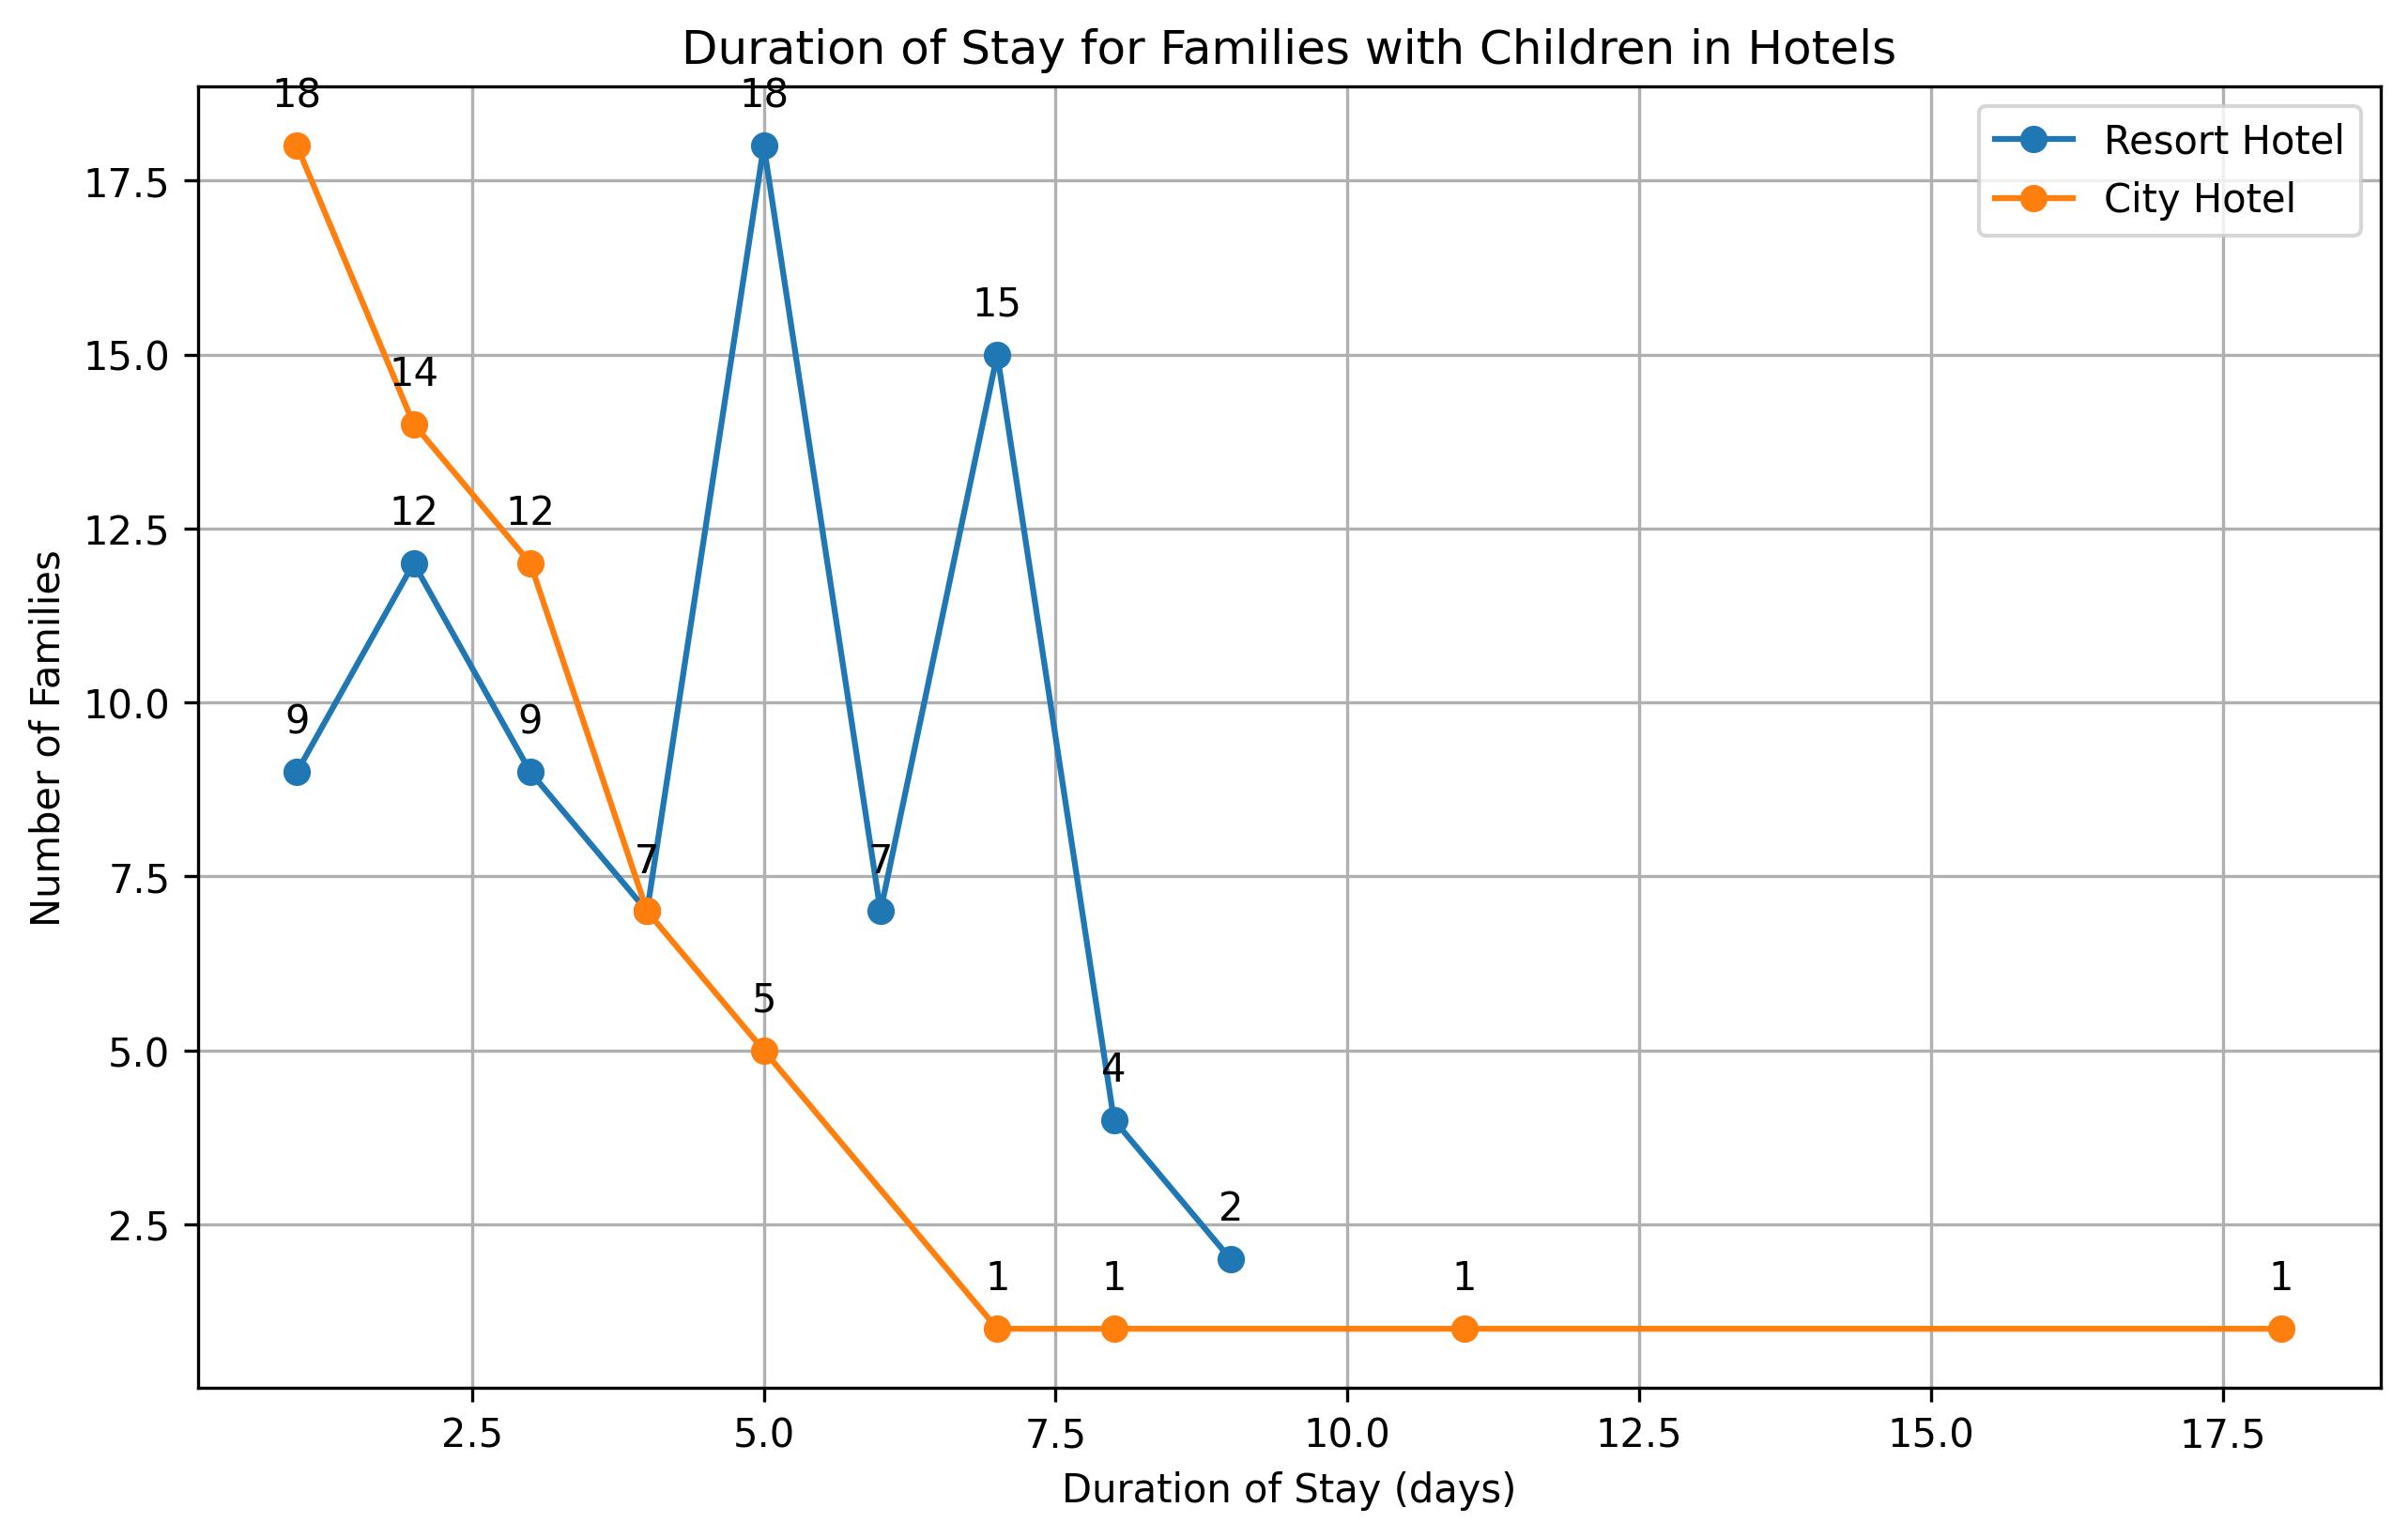 Duration of Stay for Families with Children in Hotels
18 18
Resort Hotel
City Hotel
17.5
15
15.0
14
12 12
12.5
10.0
9 9
7 7
7.5
5
5.0
4
2
2.5
1 1 1 1
2.5 5.0 7.5 10.0 12.5 15.0 17.5
Number of Families
Duration of Stay (days)